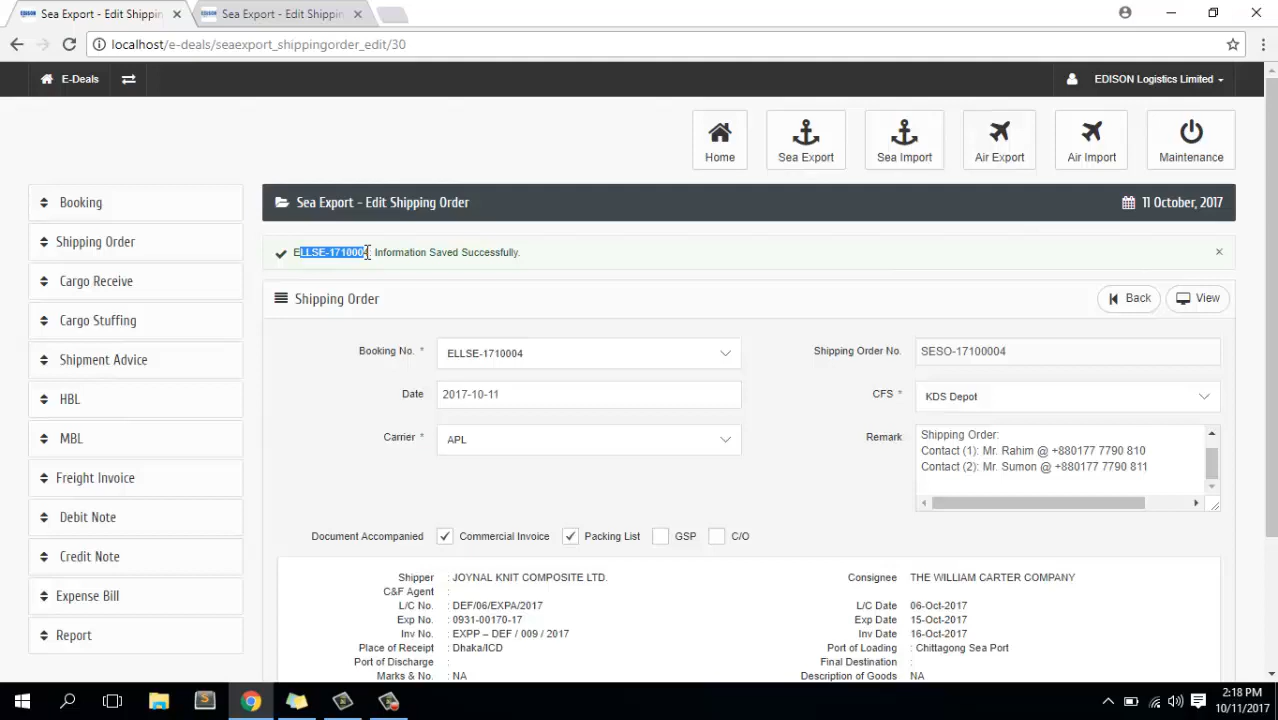 Sea Export - Edit Shippin
Sea Export - Edit Shippin
localhost/e-deals/seaexport_shippingorder_edit/30
E-Deals
EDISON Logistics Limited
Home
Sea Export
Sea Import
Air Export
Air Import
Maintenance
Booking
Shipping Order
Cargo Receive
Cargo Stuffing
Shipment Advice
HBL
MBL
Freight Invoice
Debit Note
Credit Note
Expense Bill
Report
Sea Export - Edit Shipping Order
11 October, 2017
ELLSE-1710004: Information Saved Successfully.
×
Shipping Order
Back
View
Booking No. *
ELLSE-1710004
Shipping Order No.
SESO-17100004
Date
2017-10-11
CFS *
KDS Depot
Carrier *
APL
Remark
Shipping Order:
Contact (1): Mr. Rahim @ +880177 7790 810
Contact (2): Mr. Sumon @ +880177 7790 811
Document Accompanied
Commercial Invoice
Packing List
GSP
C/O
Shipper : JOYNAL KNIT COMPOSITE LTD.
Consignee THE WILLIAM CARTER COMPANY
C&F Agent :
L/C No. : DEF/06/EXPA/2017
L/C Date 06-Oct-2017
Exp No. : 0931-00170-17
Exp Date : 15-Oct-2017
Inv No. : EXPP – DEF / 009 / 2017
Inv Date : 16-Oct-2017
Place of Receipt : Dhaka/ICD
Port of Loading : Chittagong Sea Port
Port of Discharge :
Final Destination :
Marks & No. : NA
Description of Goods NA
2:18 PM
10/11/2017